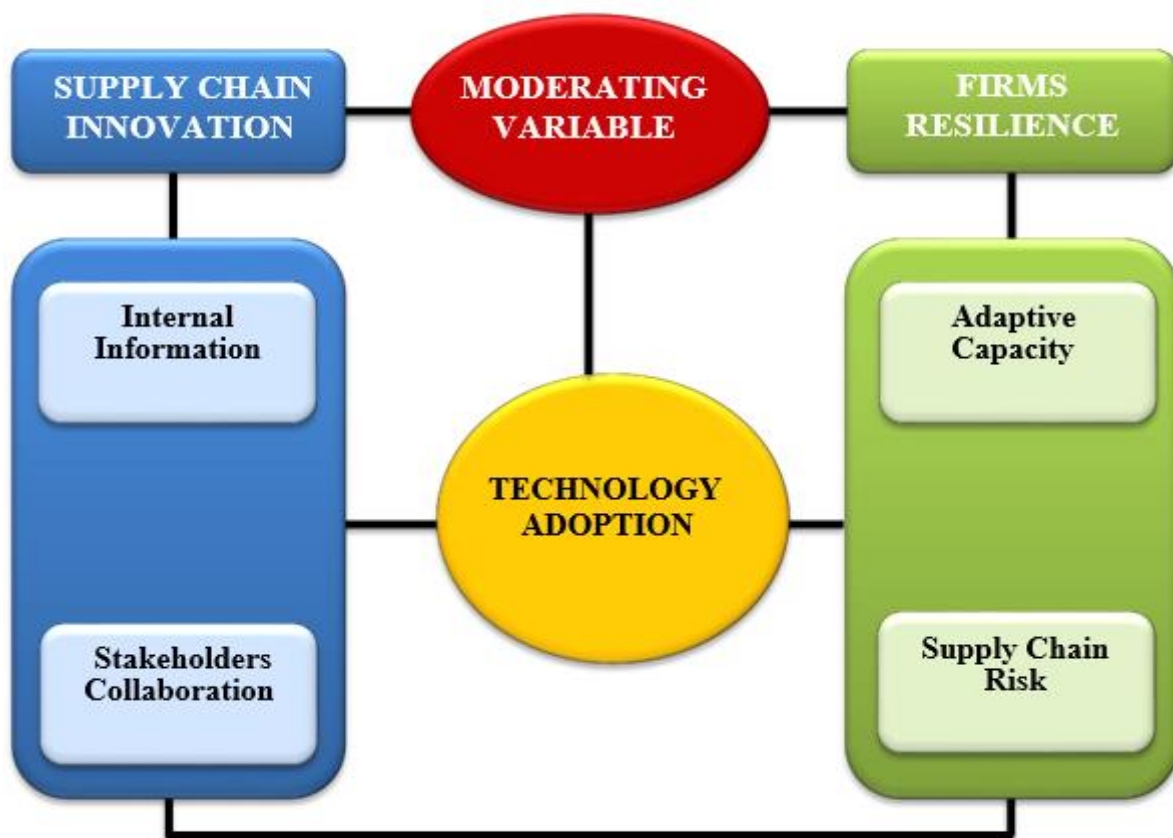 SUPPLY CHAIN
INNOVATION
MODERATING
VARIABLE
FIRMS
RESILIENCE
Internal
Information
Adaptive
Capacity
TECHNOLOGY
ADOPTION
Stakeholders
Collaboration
Supply Chain
Risk